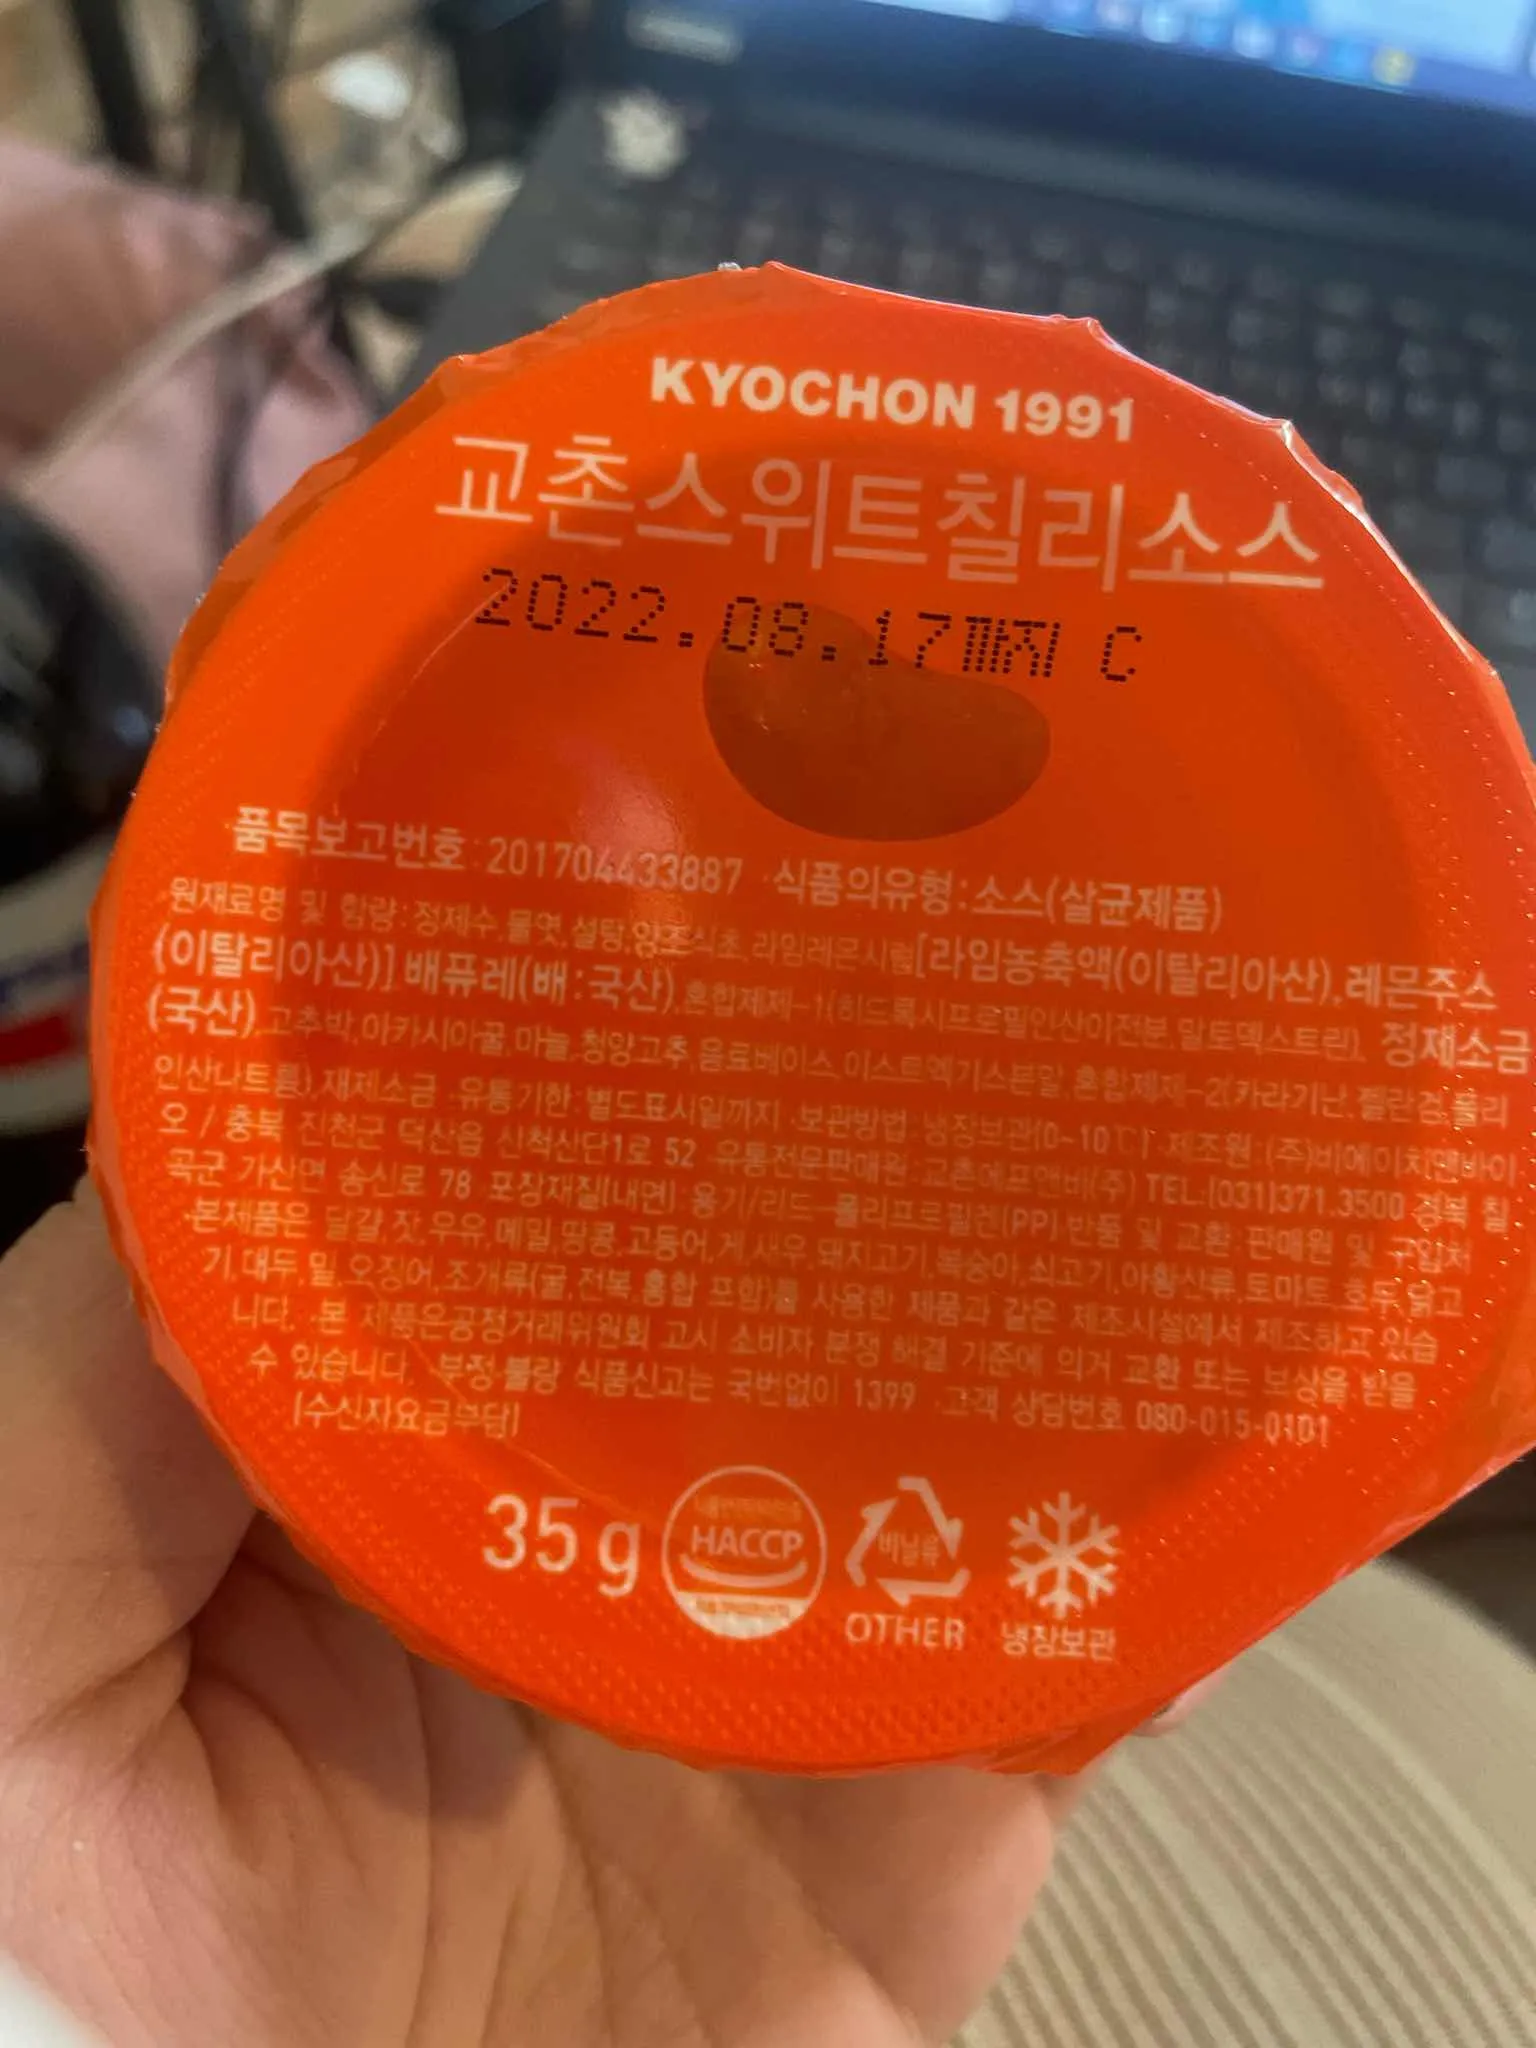 KYOCHON 1991
교촌스위트칠리소스
2022.08.17까지 C
품목보고번호:201704433887 ·식품의유형:소스(살균제품)
원재료명 및 함량:정제수,물엿,설탕,양조식초,라임레몬시럽[라임농축액(이탈리아산),레몬주스
(이탈리아산)] 배퓨레(배:국산),혼합제제-1(히드록시프로필인산이전분,말토덱스트린), 정제소금
(국산),고추박,아카시아꿀,마늘,청양고추,음료베이스,이스트엑기스분말,혼합제제-2(카라기난,젤란검,폴리
인산나트륨),재제소금 ·유통기한:별도표시일까지 ·보관방법:냉장보관(0~10℃) ·제조원:(주)비에이치앤바이
오 / 충북 진천군 덕산읍 신척산단1로 52 ·유통전문판매원:교촌에프앤비(주) TEL:(031)371.3500 경북 칠
곡군 가산면 송신로 78 ·포장재질(내면):용기/리드-폴리프로필렌(PP)·반품 및 교환:판매원 및 구입처
·본제품은 달걀,잣,우유,메밀,땅콩,고등어,게,새우,돼지고기,복숭아,쇠고기,아황산류,토마토,호두,닭고
기,대두,밀,오징어,조개류(굴,전복,홍합 포함)를 사용한 제품과 같은 제조시설에서 제조하고 있습
니다. ·본 제품은공정거래위원회 고시 소비자 분쟁 해결 기준에 의거 교환 또는 보상을 받을
수 있습니다. ·부정·불량 식품신고는 국번없이 1399 ·고객 상담번호 080-015-0101
(수신자요금부담)
35g HACCP 비닐류
OTHER 냉장보관